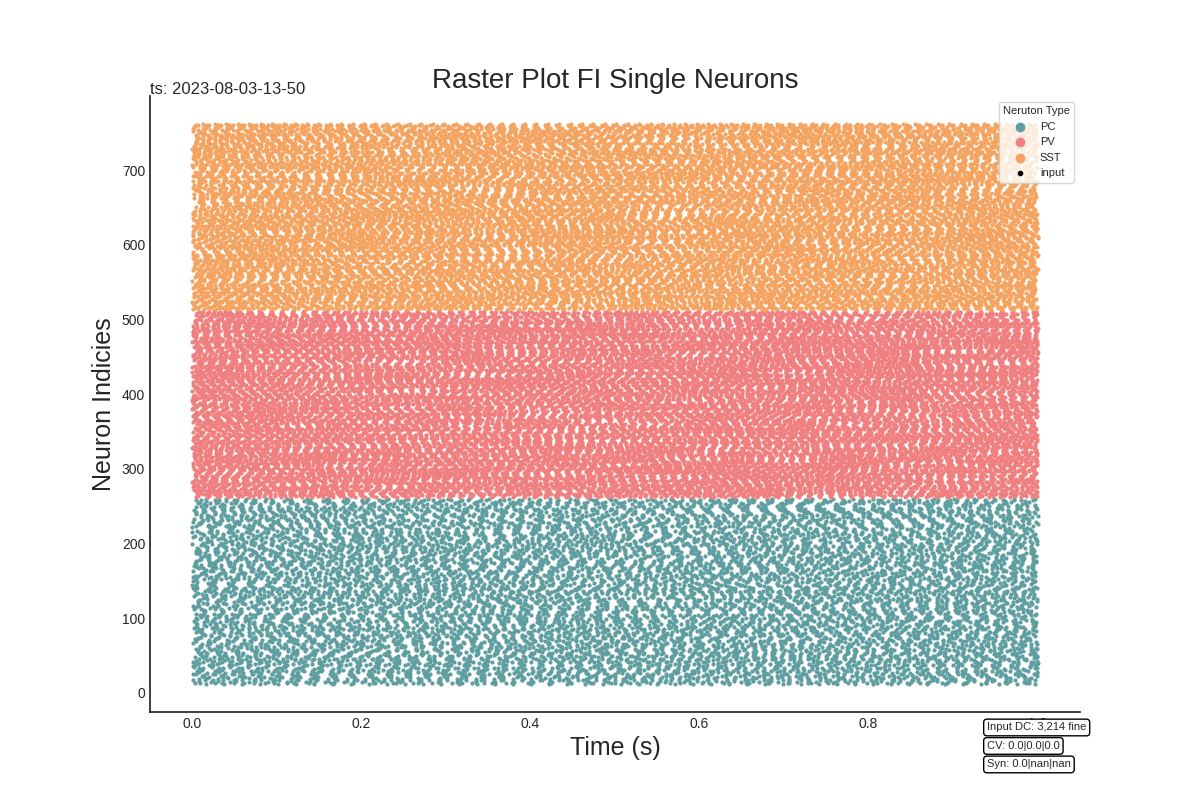 Raster Plot FI Single Neurons
ts: 2023-08-03-13-50
Neruton Type
PC
PV
SST
input
Neuron Indicies
700
600
500
400
300
200
100
0
0.0
0.2
0.4
0.6
0.8
Time (s)
Input DC: 3,214 fine
CV: 0.0|0.0|0.0
Syn: 0.0|nan|nan